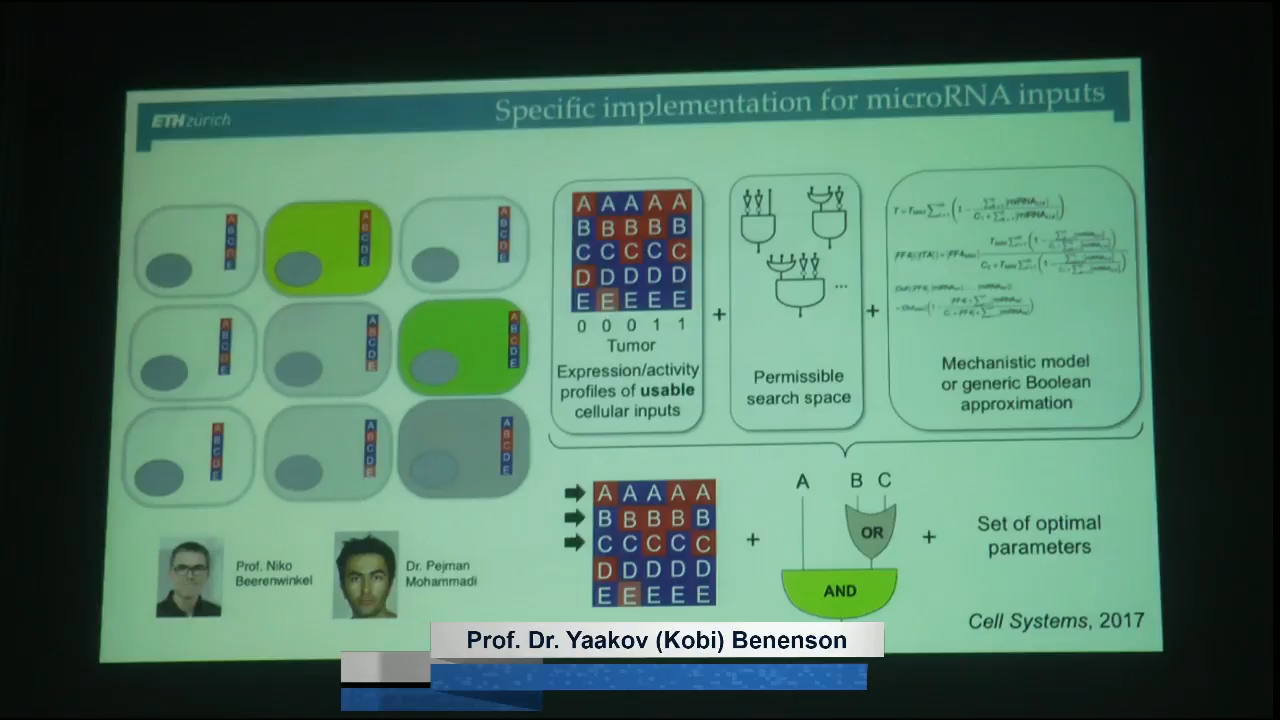 ETH zürich
Specific implementation for microRNA inputs
A
B
C
D
E
A
B
C
D
E
A
B
C
D
E
A
B
C
D
E
A
B
C
D
E
A
B
C
D
E
A
B
C
D
E
A
B
C
D
E
A
B
C
D
E
A A A A A
B B B B B
C C C C C
D D D D D
E E E E E
0 0 0 1 1
Tumor
Expression/activity
profiles of usable
cellular inputs
+
...
Permissible
search space
+
Mechanistic model
or generic Boolean
approximation
A A A A A
B B B B B
C C C C C
D D D D D
E E E E E
+
A B C
OR
AND
+
Set of optimal
parameters
Prof. Niko
Beerenwinkel
Dr. Pejman
Mohammadi
Cell Systems, 2017
Prof. Dr. Yaakov (Kobi) Benenson